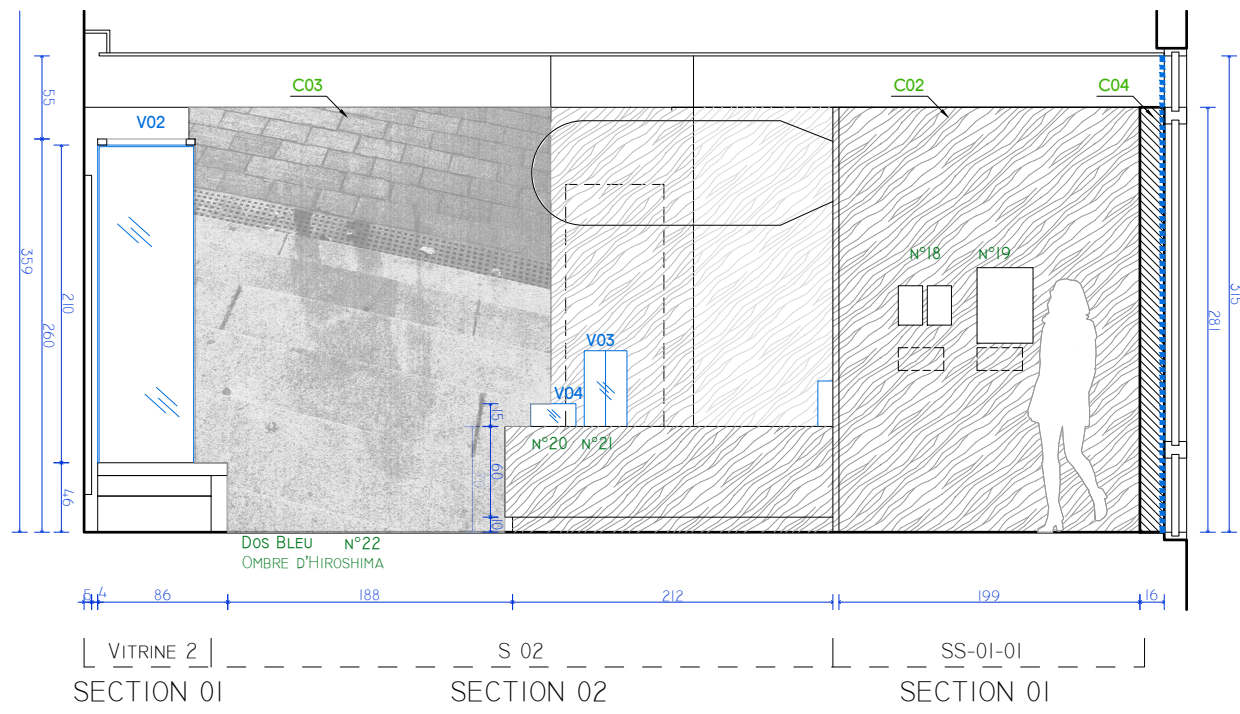 C03
C02
C04
V02
55
359
260
210
46
N°18 N°19
V03
V04
15
N°20 N°21
60
10
281
315
DOS BLEU N°22
OMBRE D'HIROSHIMA
5 4 86 188 212 199 16
VITRINE 2 S 02 SS-01-01
SECTION 01 SECTION 02 SECTION 01